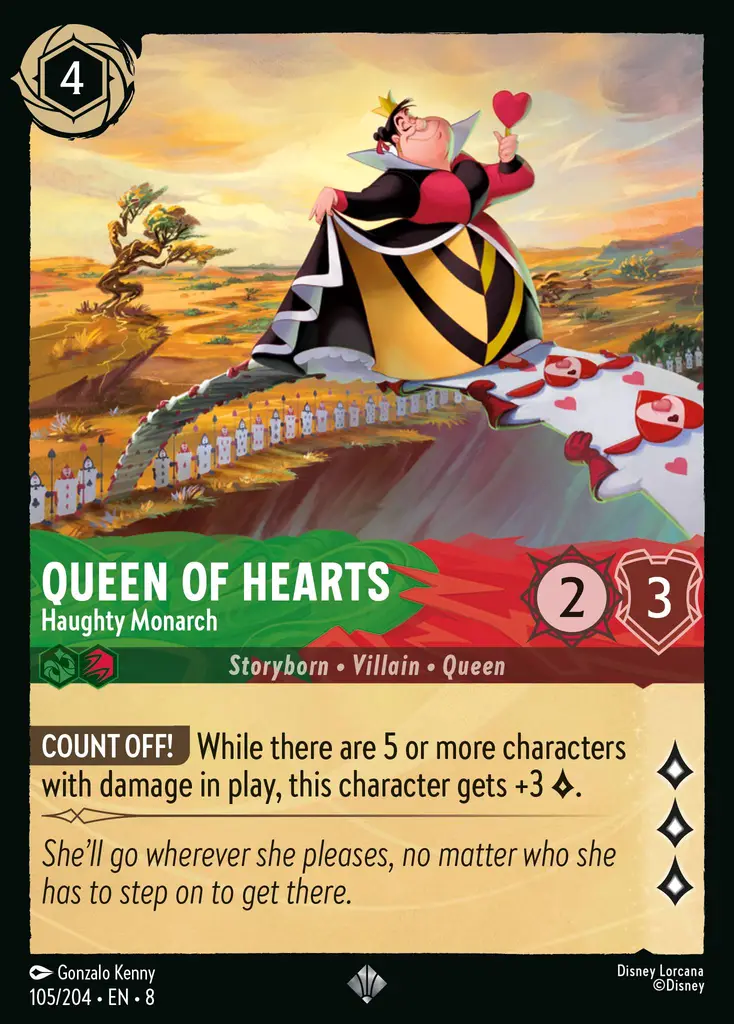 4
QUEEN OF HEARTS
Haughty Monarch
2
3
Storyborn • Villain • Queen
COUNT OFF! While there are 5 or more characters
with damage in play, this character gets +3 .
She’ll go wherever she pleases, no matter who she
has to step on to get there.
Gonzalo Kenny
105/204 • EN • 8
Disney Lorcana
©Disney